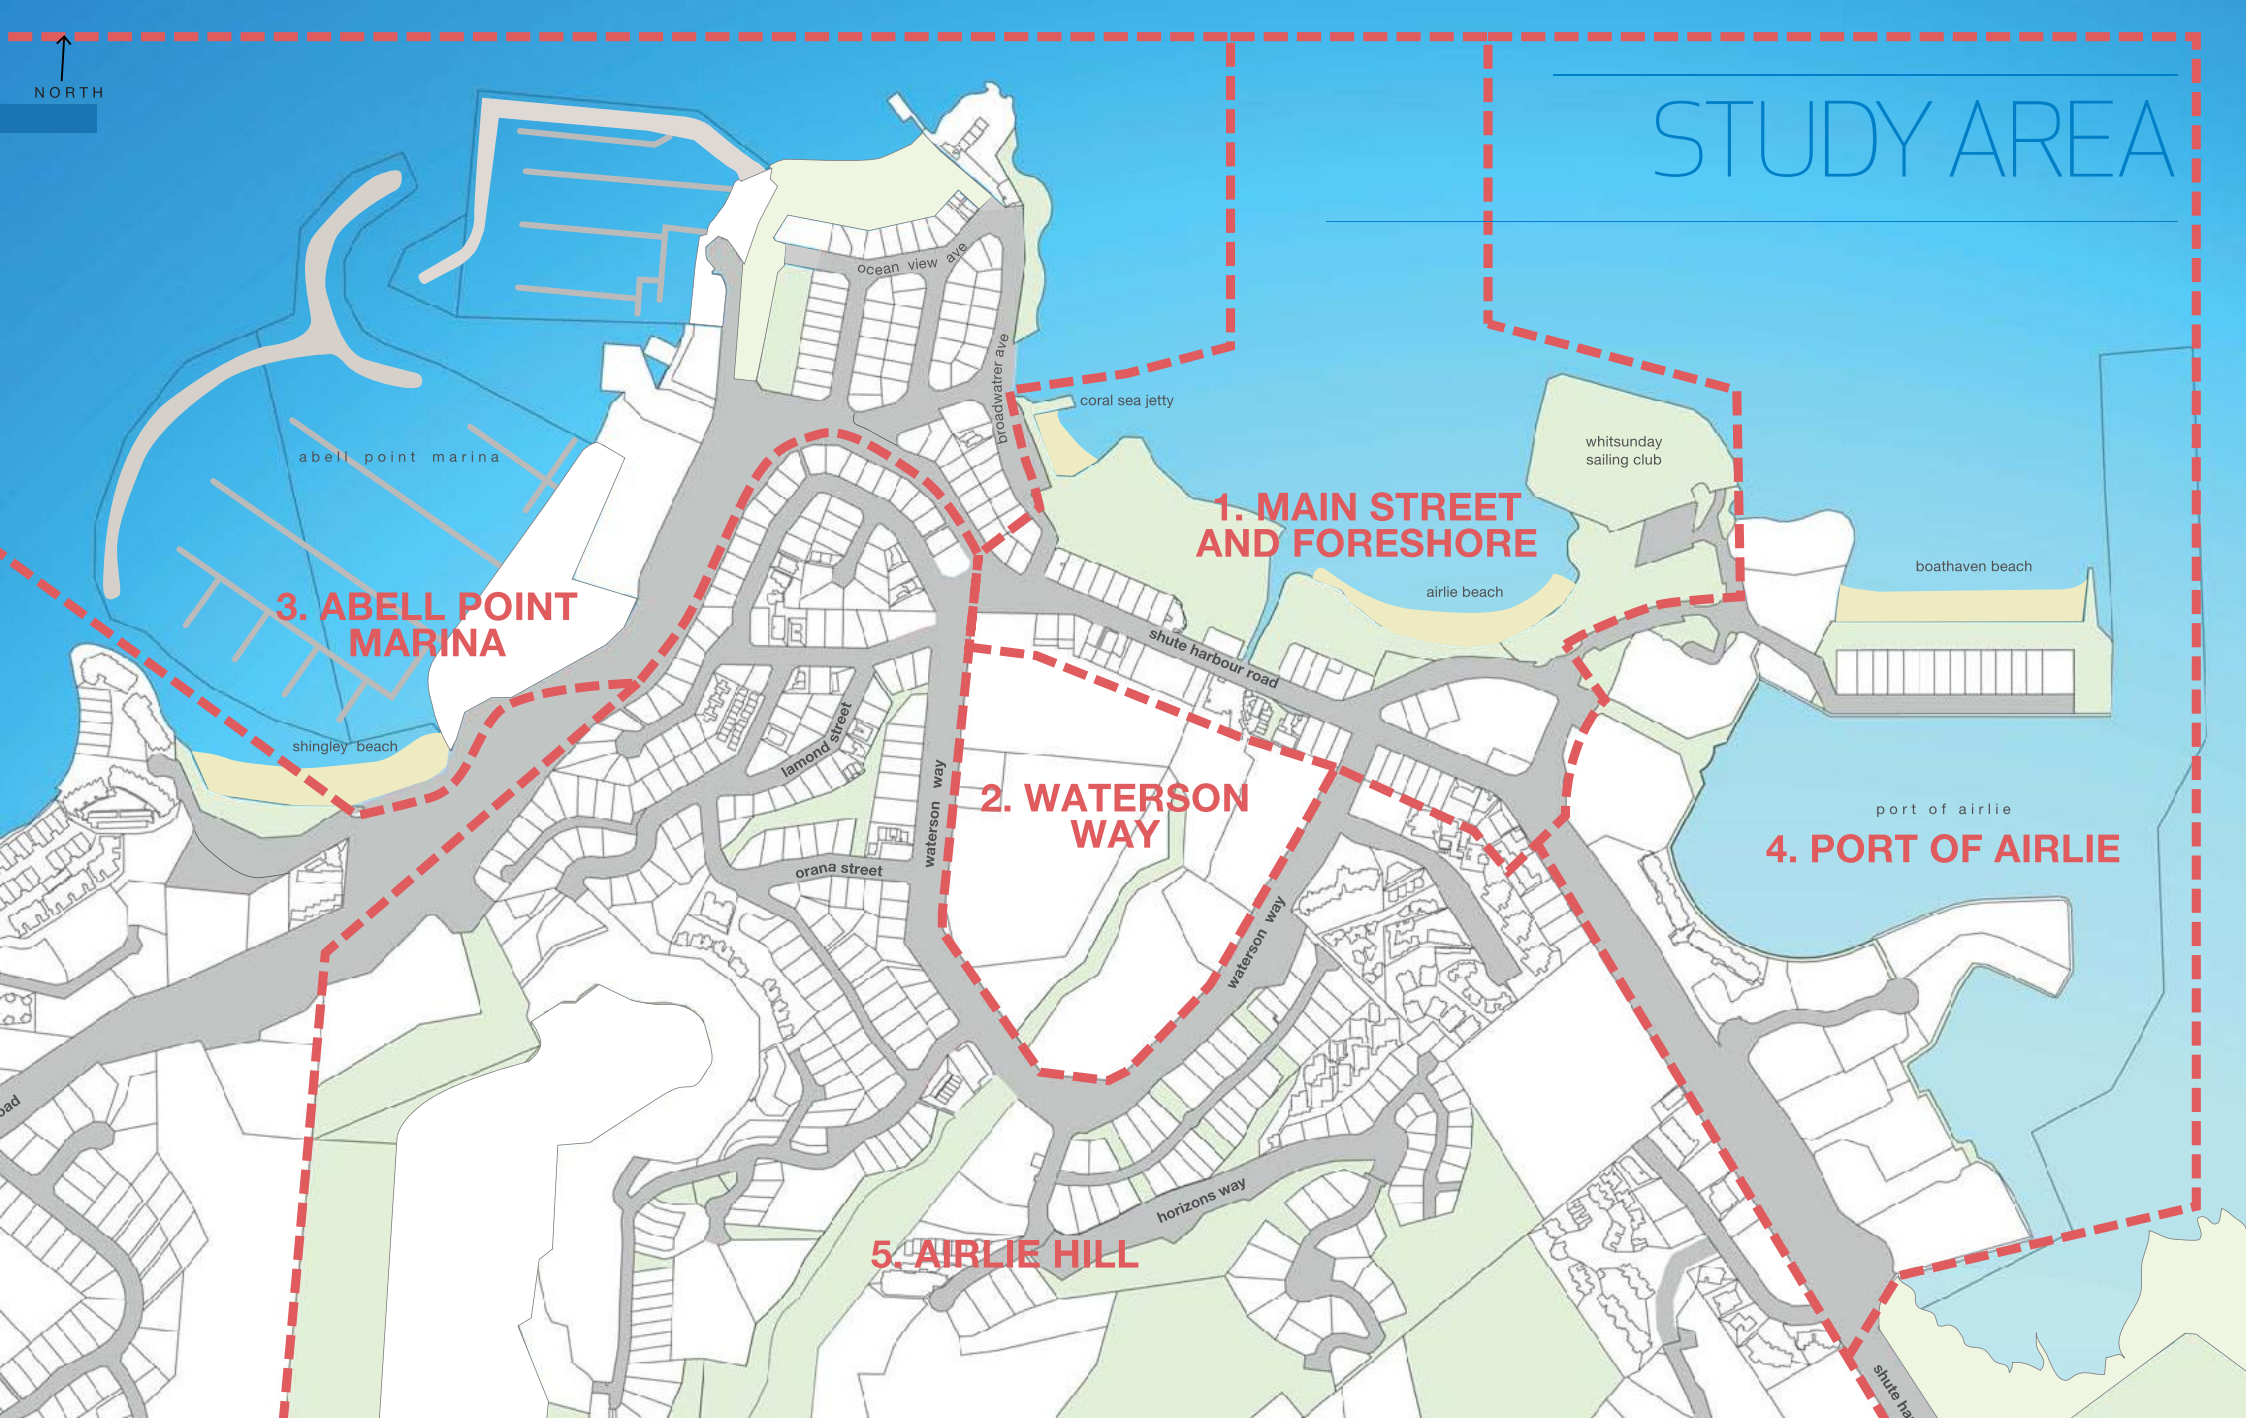 NORTH
STUDY AREA
ocean view ave
broadwatrer ave
coral sea jetty
whitsunday
sailing club
abell point marina
1. MAIN STREET
AND FORESHORE
boathaven beach
airlie beach
3. ABELL POINT
MARINA
shute harbour road
shingley beach
lamond street
waterson way
2. WATERSON
WAY
port of airlie
4. PORT OF AIRLIE
orana street
waterson way
horizons way
5. AIRLIE HILL